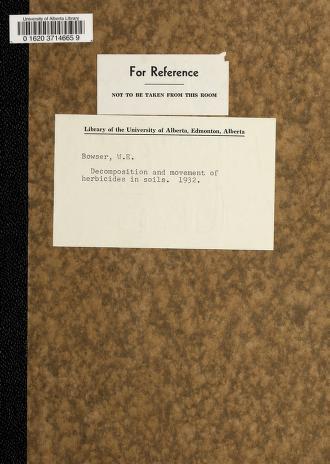 University of Alberta Library
0 1620 3714665 9
For Reference
NOT TO BE TAKEN FROM THIS ROOM
Library of the University of Alberta, Edmonton, Alberta
Bowser, W.E.
Decomposition and movement of
herbicides in soils. 1932.